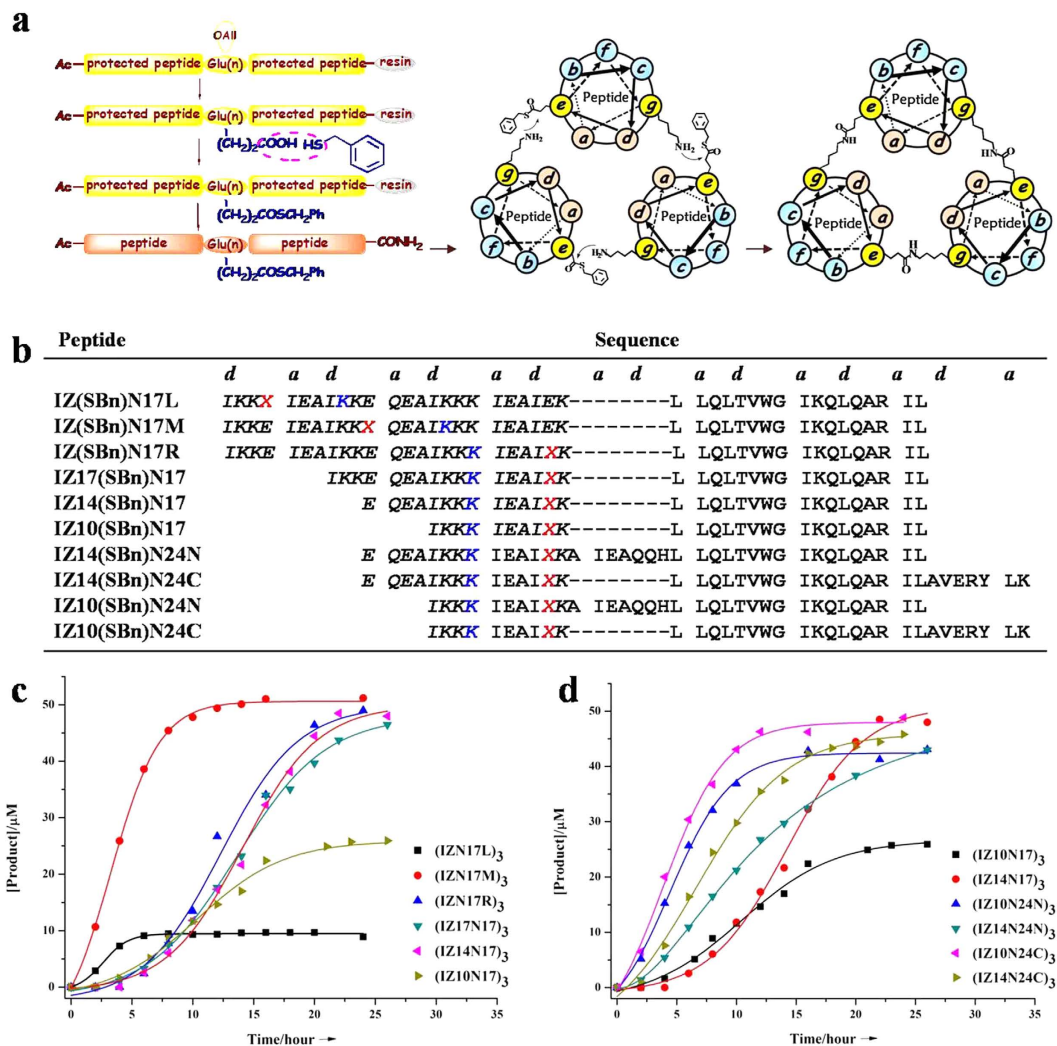 a
OAll
Ac protected peptide Glu(n) protected peptide resin
Ac protected peptide Glu(n) protected peptide resin
(CH2)2COOH HS
Ac protected peptide Glu(n) protected peptide resin
(CH2)2COSCH2Ph
Ac peptide Glu(n) peptide CONH2
(CH2)2COSCH2Ph
f b c e Peptide g a d
g d c Peptide a f b e
a e d Peptide b g c f
O S NH2
NH2 S O
O S H2N
f b c e Peptide g a d
g d c Peptide a f b e
a e d Peptide b g c f
O NH
HN O
H N O
b
Peptide Sequence
d a d a d a d a d a d a d a
IZ(SBn)N17L IKKX IEAIKKE QEAIKKK IEAIEK---------L LQLTVWG IKQLQAR IL
IZ(SBn)N17M IKKE IEAIKKX QEAIKKK IEAIEK---------L LQLTVWG IKQLQAR IL
IZ(SBn)N17R IKKE IEAIKKE QEAIKKK IEAIXK---------L LQLTVWG IKQLQAR IL
IZ17(SBn)N17 IKKE QEAIKKK IEAIXK---------L LQLTVWG IKQLQAR IL
IZ14(SBn)N17 E QEAIKKK IEAIXK---------L LQLTVWG IKQLQAR IL
IZ10(SBn)N17 IKKK IEAIXK---------L LQLTVWG IKQLQAR IL
IZ14(SBn)N24N E QEAIKKK IEAIXKA IEAQQHL LQLTVWG IKQLQAR IL
IZ14(SBn)N24C E QEAIKKK IEAIXK---------L LQLTVWG IKQLQAR ILAVERY LK
IZ10(SBn)N24N IKKK IEAIXKA IEAQQHL LQLTVWG IKQLQAR IL
IZ10(SBn)N24C IKKK IEAIXK---------L LQLTVWG IKQLQAR ILAVERY LK
c
[Product]/μM
50
40
30
20
10
0
(IZN17L)3
(IZN17M)3
(IZN17R)3
(IZ17N17)3
(IZ14N17)3
(IZ10N17)3
0 5 10 15 20 25 30 35
Time/hour →
d
[Product]/μM
50
40
30
20
10
0
(IZ10N17)3
(IZ14N17)3
(IZ10N24N)3
(IZ14N24N)3
(IZ10N24C)3
(IZ14N24C)3
0 5 10 15 20 25 30 35
Time/hour →